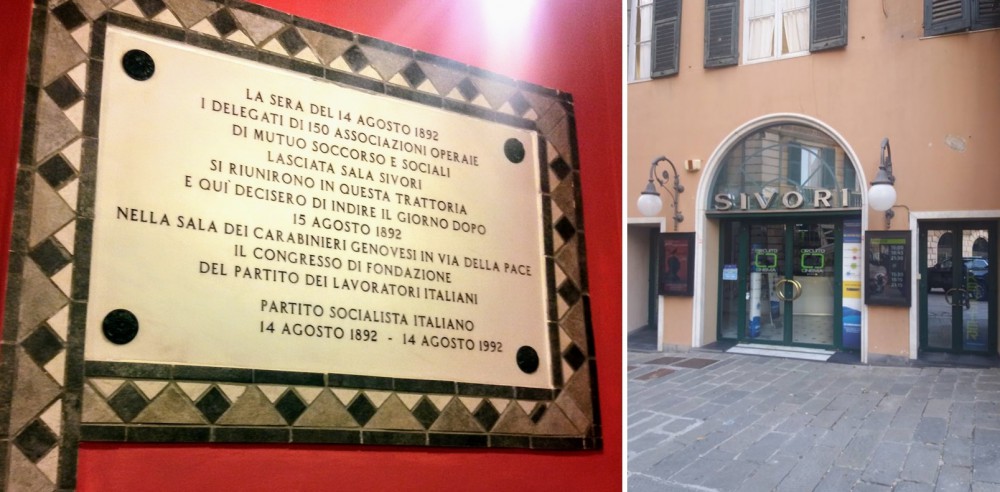 LA SERA DEL 14 AGOSTO 1892
I DELEGATI DI 150 ASSOCIAZIONI OPERAIE
DI MUTUO SOCCORSO E SOCIALI
LASCIATA SALA SIVORI
SI RIUNIRONO IN QUESTA TRATTORIA
E QUI' DECISERO DI INDIRE IL GIORNO DOPO
15 AGOSTO 1892
NELLA SALA DEI CARABINIERI GENOVESI IN VIA DELLA PACE
IL CONGRESSO DI FONDAZIONE
DEL PARTITO DEI LAVORATORI ITALIANI
PARTITO SOCIALISTA ITALIANO
14 AGOSTO 1892 - 14 AGOSTO 1992
SIVORI